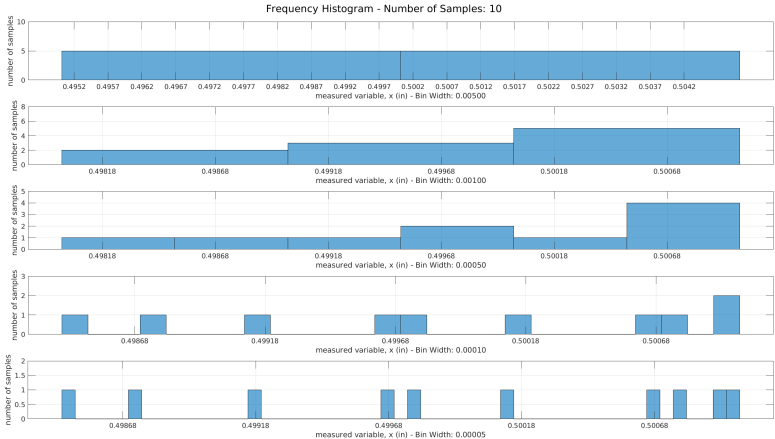 Frequency Histogram - Number of Samples: 10
number of samples
10
5
0
0.4952 0.4957 0.4962 0.4967 0.4972 0.4977 0.4982 0.4987 0.4992 0.4997 0.5002 0.5007 0.5012 0.5017 0.5022 0.5027 0.5032 0.5037 0.5042
measured variable, x (in) - Bin Width: 0.00500
number of samples
8
6
4
2
0
0.49818 0.49868 0.49918 0.49968 0.50018 0.50068
measured variable, x (in) - Bin Width: 0.00100
number of samples
5
4
3
2
1
0
0.49818 0.49868 0.49918 0.49968 0.50018 0.50068
measured variable, x (in) - Bin Width: 0.00050
number of samples
3
2
1
0
0.49868 0.49918 0.49968 0.50018 0.50068
measured variable, x (in) - Bin Width: 0.00010
number of samples
2
1.5
1
0.5
0
0.49868 0.49918 0.49968 0.50018 0.50068
measured variable, x (in) - Bin Width: 0.00005